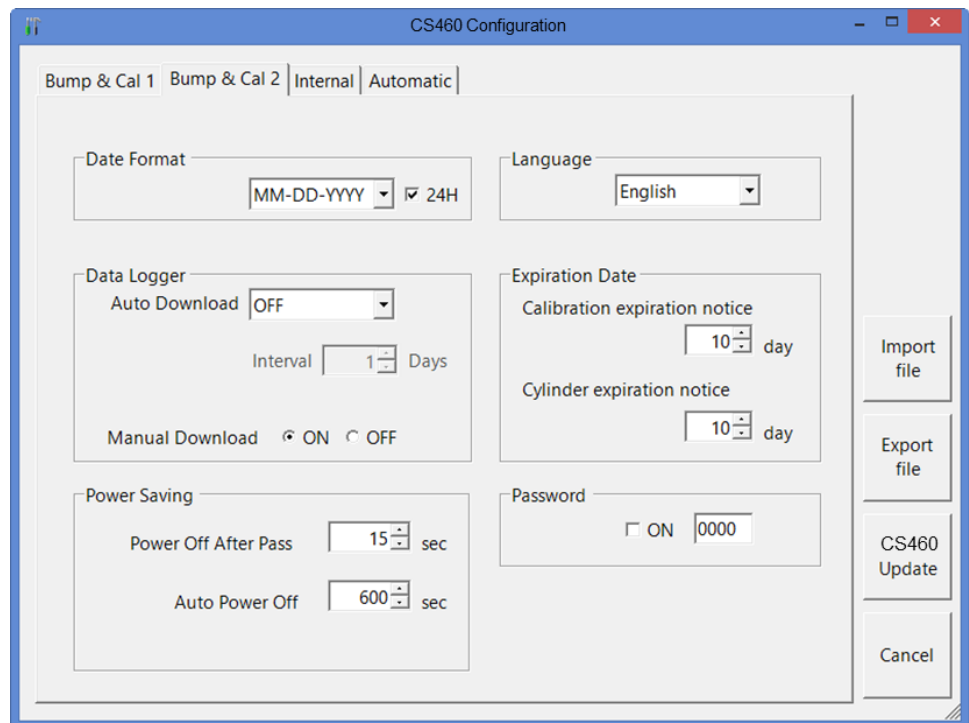 CS460 Configuration
Bump & Cal 1
Bump & Cal 2
Internal
Automatic
Date Format
MM-DD-YYYY
24H
Language
English
Data Logger
Auto Download
OFF
Interval
1
Days
Manual Download
ON
OFF
Expiration Date
Calibration expiration notice
10
day
Cylinder expiration notice
10
day
Power Saving
Power Off After Pass
15
sec
Auto Power Off
600
sec
Password
ON
0000
Import
file
Export
file
CS460
Update
Cancel